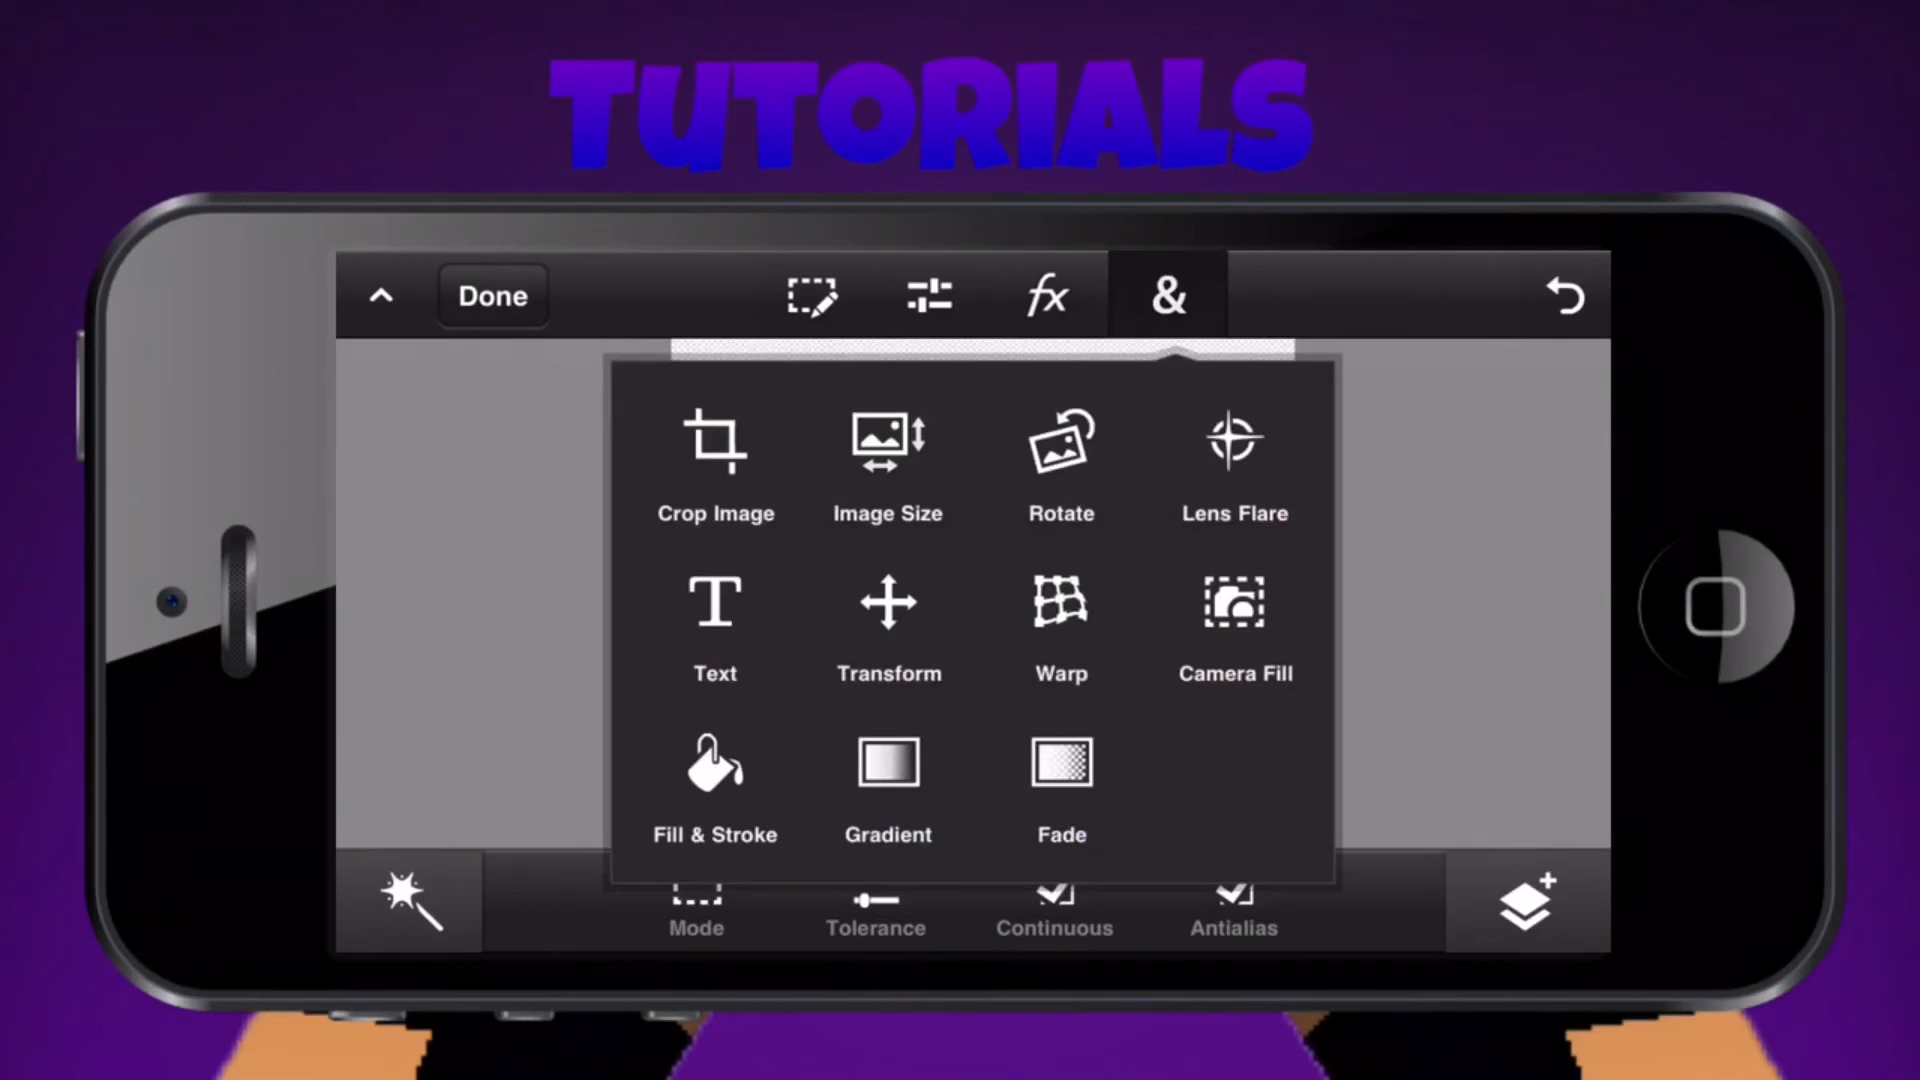 TUTORIALS
Done fx &
Crop Image Image Size Rotate Lens Flare
Text Transform Warp Camera Fill
Fill & Stroke Gradient Fade
Mode Tolerance Continuous Antialias